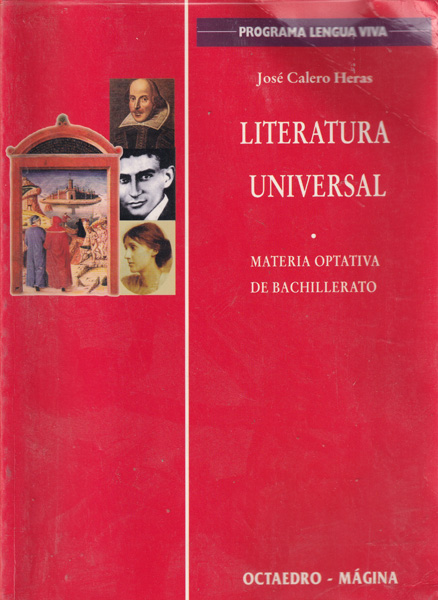 PROGRAMA LENGUA VIVA
José Calero Heras
LITERATURA
UNIVERSAL
•
MATERIA OPTATIVA
DE BACHILLERATO
OCTAEDRO - MÁGINA